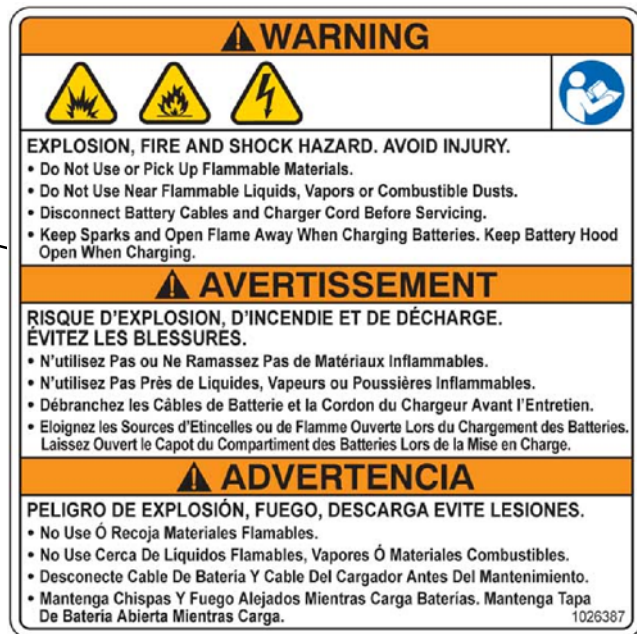 WARNING
EXPLOSION, FIRE AND SHOCK HAZARD. AVOID INJURY.
• Do Not Use or Pick Up Flammable Materials.
• Do Not Use Near Flammable Liquids, Vapors or Combustible Dusts.
• Disconnect Battery Cables and Charger Cord Before Servicing.
• Keep Sparks and Open Flame Away When Charging Batteries. Keep Battery Hood
Open When Charging.
AVERTISSEMENT
RISQUE D'EXPLOSION, D'INCENDIE ET DE DÉCHARGE.
ÉVITEZ LES BLESSURES.
• N'utilisez Pas ou Ne Ramassez Pas de Matériaux Inflammables.
• N'utilisez Pas Près de Liquides, Vapeurs ou Poussières Inflammables.
• Débranchez les Câbles de Batterie et la Cordon du Chargeur Avant l'Entretien.
• Eloignez les Sources d'Etincelles ou de Flamme Ouverte Lors du Chargement des Batteries.
Laissez Ouvert le Capot du Compartiment des Batteries Lors de la Mise en Charge.
ADVERTENCIA
PELIGRO DE EXPLOSIÓN, FUEGO, DESCARGA EVITE LESIONES.
• No Use Ó Recoja Materiales Flamables.
• No Use Cerca De Liquidos Flamables, Vapores Ó Materiales Combustibles.
• Desconecte Cable De Bateria Y Cable Del Cargador Antes Del Mantenimiento.
• Mantenga Chispas Y Fuego Alejados Mientras Carga Baterías. Mantenga Tapa
De Bateria Abierta Mientras Carga.
1026387